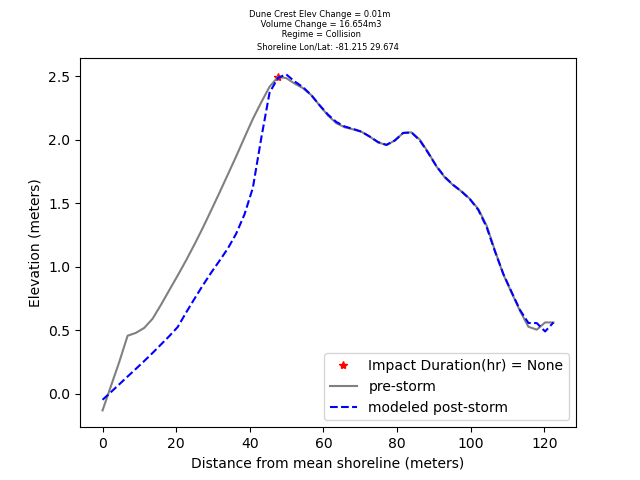 Dune Crest Elev Change = 0.01m
Volume Change = 16.654m3
Regime = Collision
Shoreline Lon/Lat: -81.215 29.674
2.5
2.0
1.5
1.0
0.5
0.0
Elevation (meters)
Impact Duration(hr) = None
pre-storm
modeled post-storm
0 20 40 60 80 100 120
Distance from mean shoreline (meters)